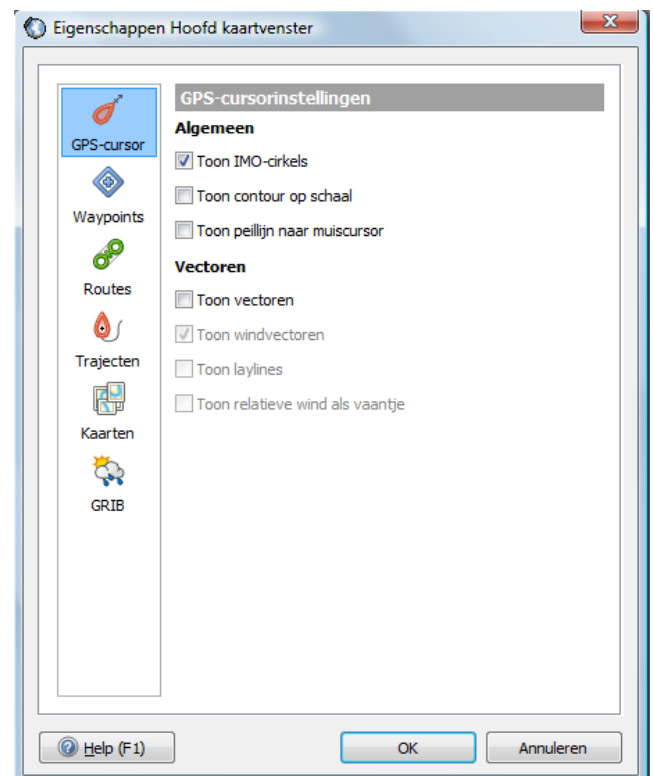 Eigenschappen Hoofd kaartvenster
GPS-cursor
Waypoints
Routes
Trajecten
Kaarten
GRIB
GPS-cursorinstellingen
Algemeen
Toon IMO-cirkels
Toon contour op schaal
Toon peillijn naar muiscursor
Vectoren
Toon vectoren
Toon windvectoren
Toon laylines
Toon relatieve wind als vaantje
Help (F1)
OK
Annuleren